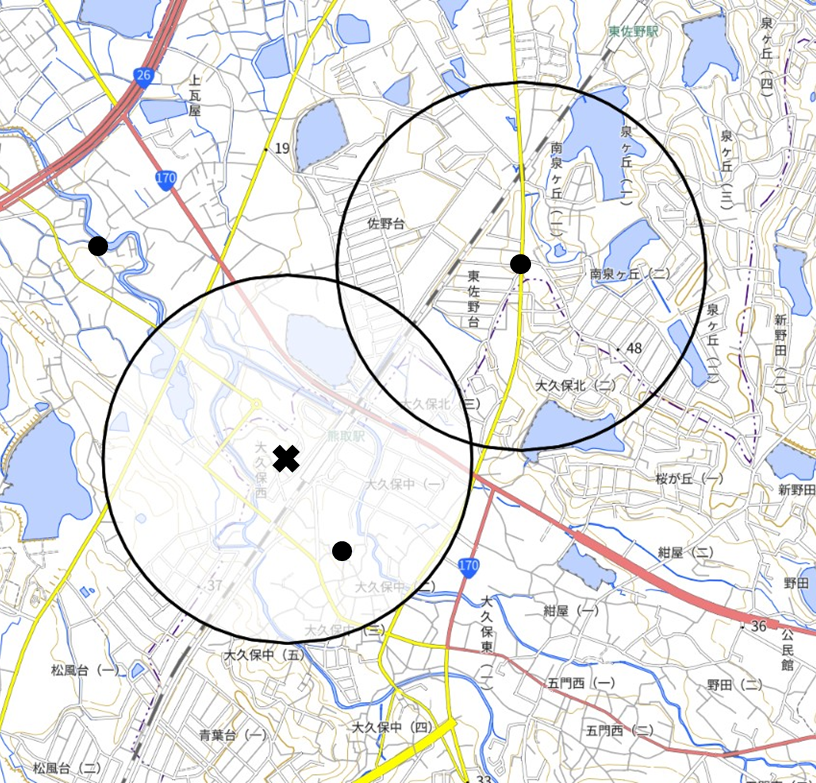 東佐野駅
泉ヶ丘(四)
26
上瓦屋
19
170
南泉ヶ丘(二)
泉ヶ丘(一)
泉ヶ丘(三)
佐野台
東佐野台
南泉ヶ丘(二)
48
新野田(二)
大久保北(二)
大久保北(三)
熊取駅
大久保西
大久保中(一)
桜が丘(一)
新野田
紺屋(二)
170
野田
37
大久保中(二)
大久保東(一)
紺屋(一)
36
公民館
大久保中(三)
大久保中(五)
松風台(一)
五門西(一)
野田(二)
大久保中(四)
五門西(二)
青葉台(一)
松風台(二)
33